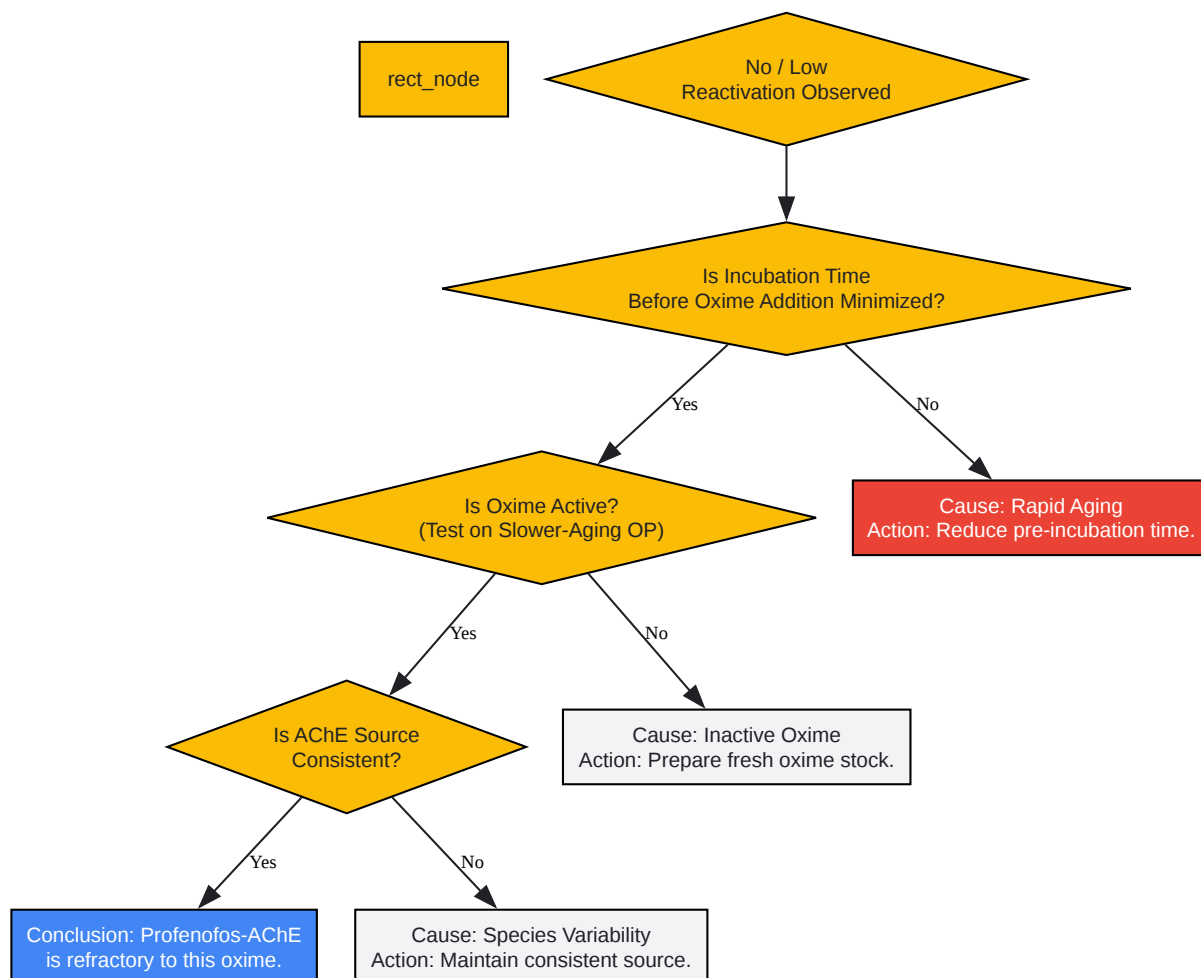 rect_node
No / Low
Reactivation Observed
Is Incubation Time
Before Oxime Addition Minimized?
Yes
No
Is Oxime Active?
(Test on Slower-Aging OP)
Cause: Rapid Aging
Action: Reduce pre-incubation time.
Yes
No
Is AChE Source
Consistent?
Cause: Inactive Oxime
Action: Prepare fresh oxime stock.
Yes
No
Conclusion: Profenofos-AChE
is refractory to this oxime.
Cause: Species Variability
Action: Maintain consistent source.